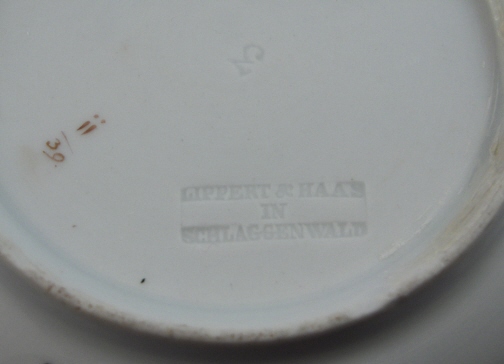 LIPPERT & HAAS
IN
SCHLAGGENWALD